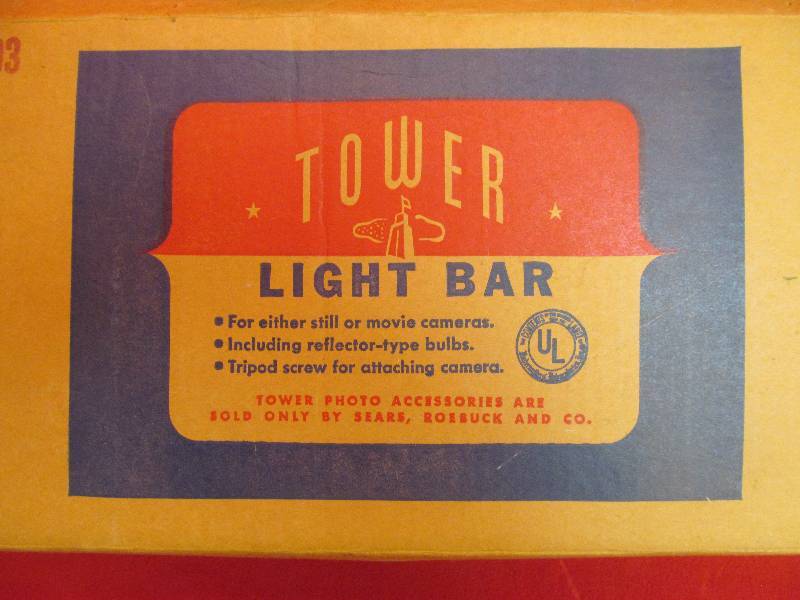 TOWER
LIGHT BAR
• For either still or movie cameras.
• Including reflector-type bulbs.
• Tripod screw for attaching camera.
UL
TOWER PHOTO ACCESSORIES ARE
SOLD ONLY BY SEARS, ROEBUCK AND CO.